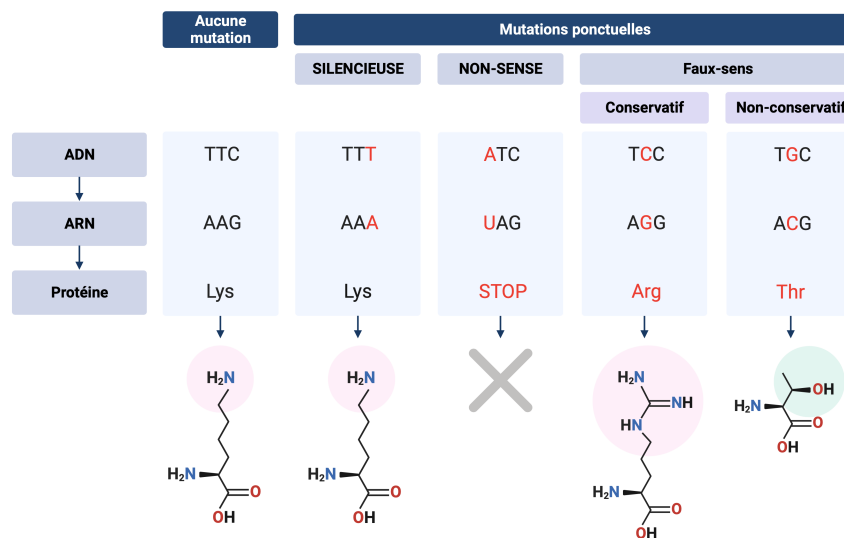 Aucune
mutation
Mutations ponctuelles
SILENCIEUSE
NON-SENSE
Faux-sens
Conservatif
Non-conservatif
ADN
TTC
TTT
ATC
TCC
TGC
ARN
AAG
AAA
UAG
AGG
ACG
Protéine
Lys
Lys
STOP
Arg
Thr
H₂N
H₂N
H₂N
NH
HN
OH
H₂N
O
OH
H₂N
O
OH
H₂N
O
OH
H₂N
O
OH